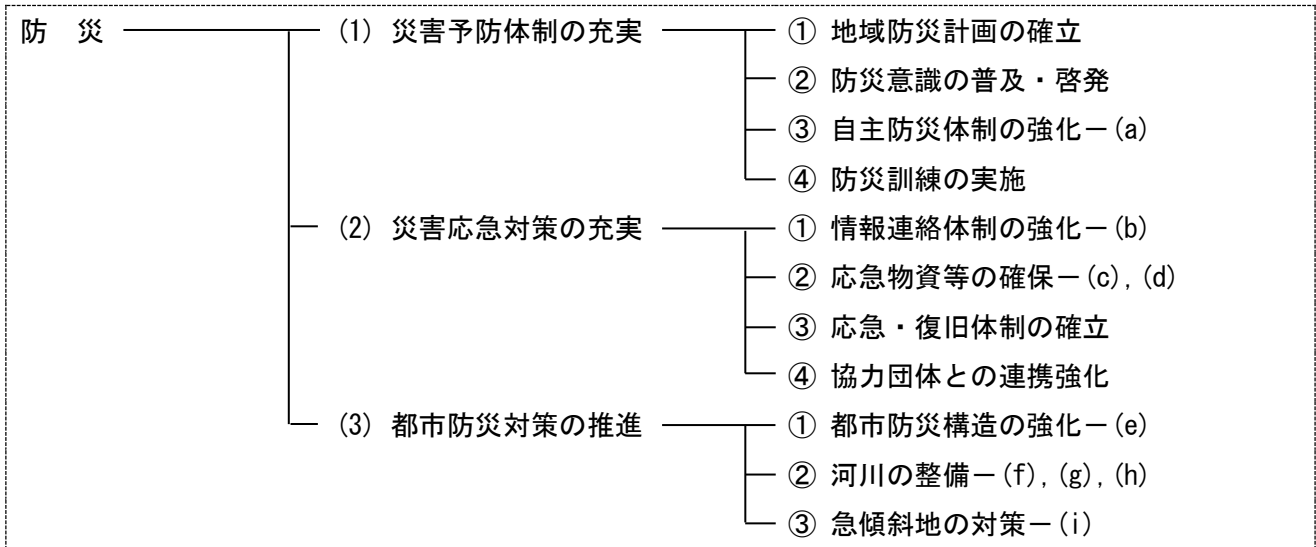 防 災 (1) 災害予防体制の充実 ① 地域防災計画の確立
② 防災意識の普及・啓発
③ 自主防災体制の強化－(a)
④ 防災訓練の実施
(2) 災害応急対策の充実 ① 情報連絡体制の強化－(b)
② 応急物資等の確保－(c),(d)
③ 応急・復旧体制の確立
④ 協力団体との連携強化
(3) 都市防災対策の推進 ① 都市防災構造の強化－(e)
② 河川の整備－(f),(g),(h)
③ 急傾斜地の対策－(i)